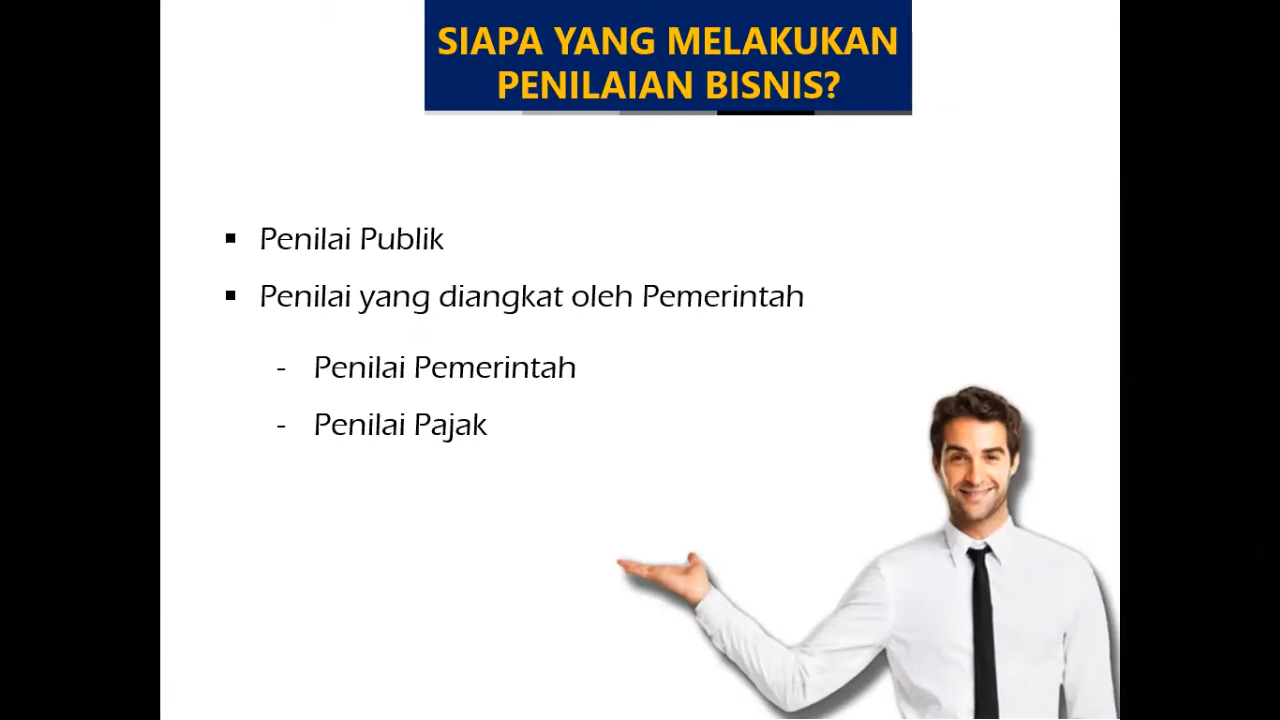 SIAPA YANG MELAKUKAN
PENILAIAN BISNIS?
▪ Penilai Publik
▪ Penilai yang diangkat oleh Pemerintah
- Penilai Pemerintah
- Penilai Pajak